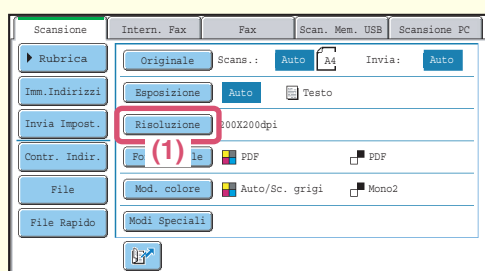 Scansione Intern. Fax Fax Scan. Mem. USB Scansione PC
Rubrica Originale Scans.: Auto A4 Invia: Auto
Imm.Indirizzi Esposizione Auto Testo
Invia Impost. Risoluzione 200X200dpi
Contr. Indir. (1) PDF PDF
File Mod. colore Auto/Sc. grigi Mono2
File Rapido Modi Speciali